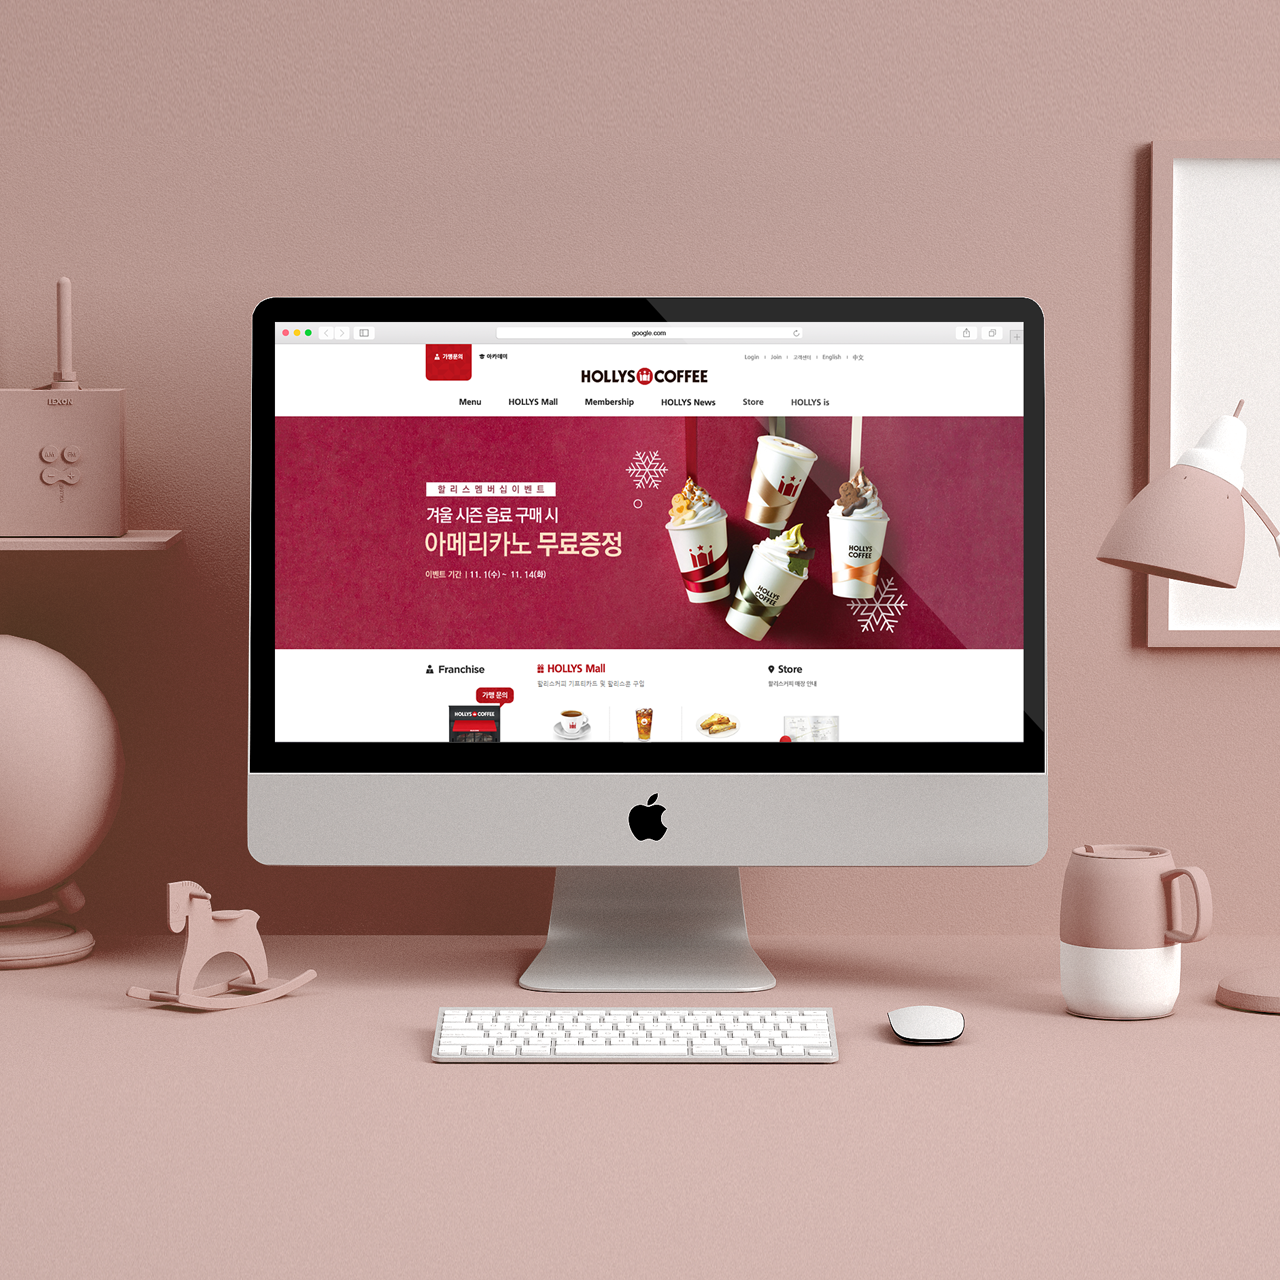 google.com
가맹문의
아카데미
Login
Join
고객센터
English
中文
HOLLYS COFFEE
Menu
HOLLYS Mall
Membership
HOLLYS News
Store
HOLLYS is
할리스멤버십이벤트
겨울 시즌 음료 구매 시
아메리카노 무료증정
이벤트 기간 | 11. 1(수) ~ 11. 14(화)
HOLLYS
COFFEE
HOLLYS
COFFEE
Franchise
HOLLYS Mall
할리스커피 기프티카드 및 할리스콘 구입
Store
할리스커피 매장 안내
가맹 문의
HOLLYS COFFEE
LEXON
AM
FM